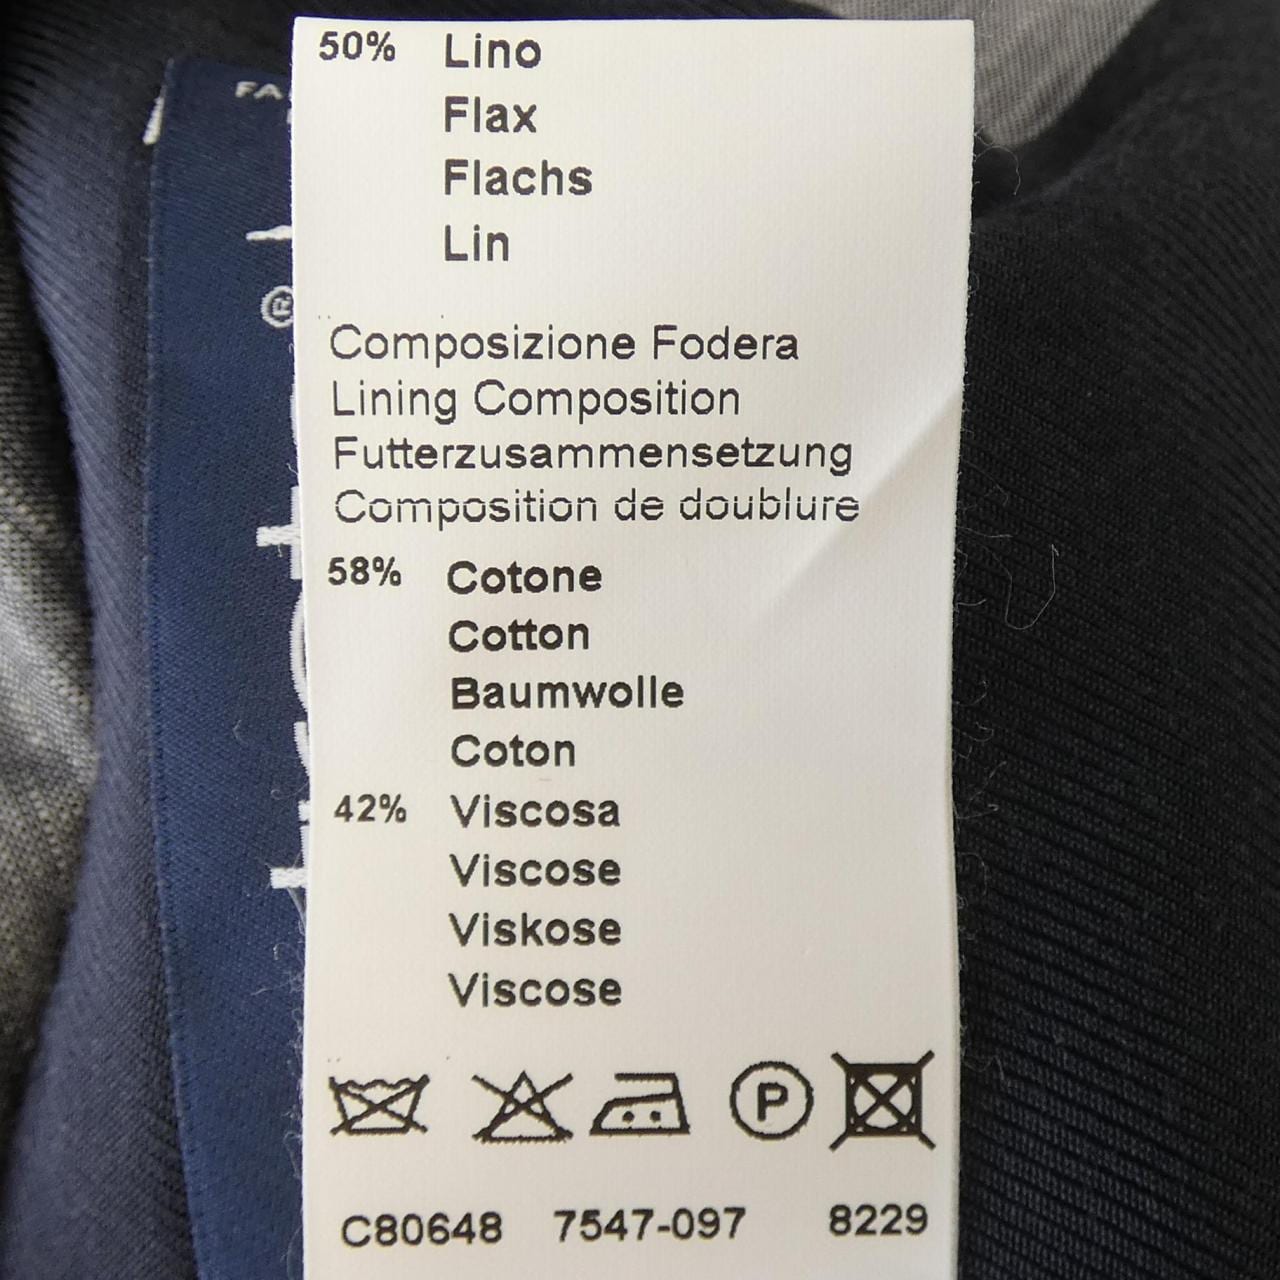 50% Lino
Flax
Flachs
Lin
Composizione Fodera
Lining Composition
Futterzusammensetzung
Composition de doublure
58% Cotone
Cotton
Baumwolle
Coton
42% Viscosa
Viscose
Viskose
Viscose
P
C80648 7547-097 8229
FA
®